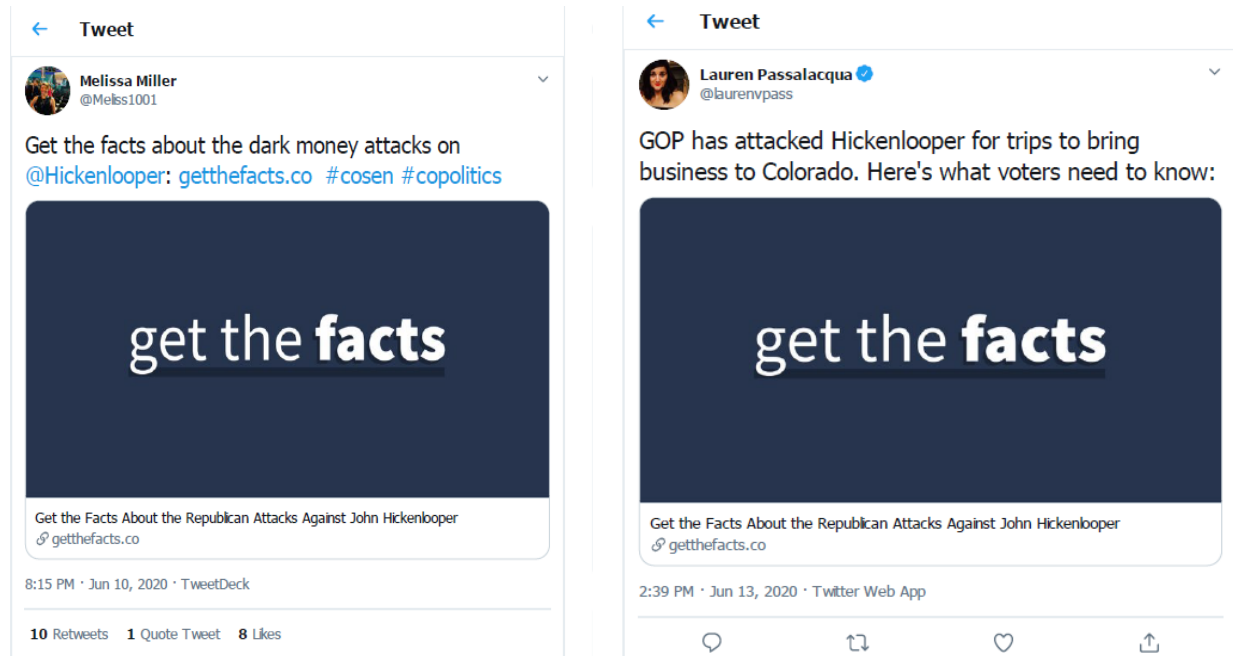 Tweet
Melissa Miller
@Meliss1001
Get the facts about the dark money attacks on
@Hickenlooper: getthefacts.co #cosen #copolitics
get the facts
Get the Facts About the Republican Attacks Against John Hickenlooper
getthefacts.co
8:15 PM · Jun 10, 2020 · TweetDeck
10 Retweets 1 Quote Tweet 8 Likes
Tweet
Lauren Passalacqua
@laurenvpass
GOP has attacked Hickenlooper for trips to bring
business to Colorado. Here's what voters need to know:
get the facts
Get the Facts About the Republican Attacks Against John Hickenlooper
getthefacts.co
2:39 PM · Jun 13, 2020 · Twitter Web App